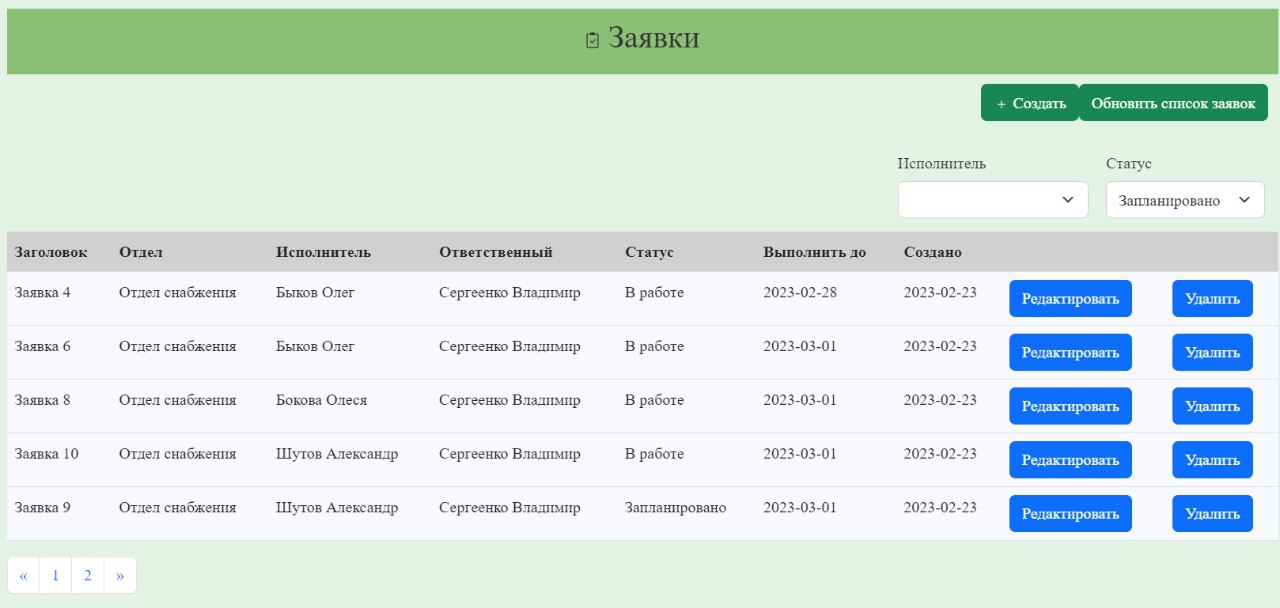 Заявки
+ Создать Обновить список заявок
Исполнитель Статус
Запланировано
Заголовок Отдел Исполнитель Ответственный Статус Выполнить до Создано
Заявка 4 Отдел снабжения Быков Олег Сергеенко Владимир В работе 2023-02-28 2023-02-23 Редактировать Удалить
Заявка 6 Отдел снабжения Быков Олег Сергеенко Владимир В работе 2023-03-01 2023-02-23 Редактировать Удалить
Заявка 8 Отдел снабжения Бокова Олеся Сергеенко Владимир В работе 2023-03-01 2023-02-23 Редактировать Удалить
Заявка 10 Отдел снабжения Шутов Александр Сергеенко Владимир В работе 2023-03-01 2023-02-23 Редактировать Удалить
Заявка 9 Отдел снабжения Шутов Александр Сергеенко Владимир Запланировано 2023-03-01 2023-02-23 Редактировать Удалить
« 1 2 »